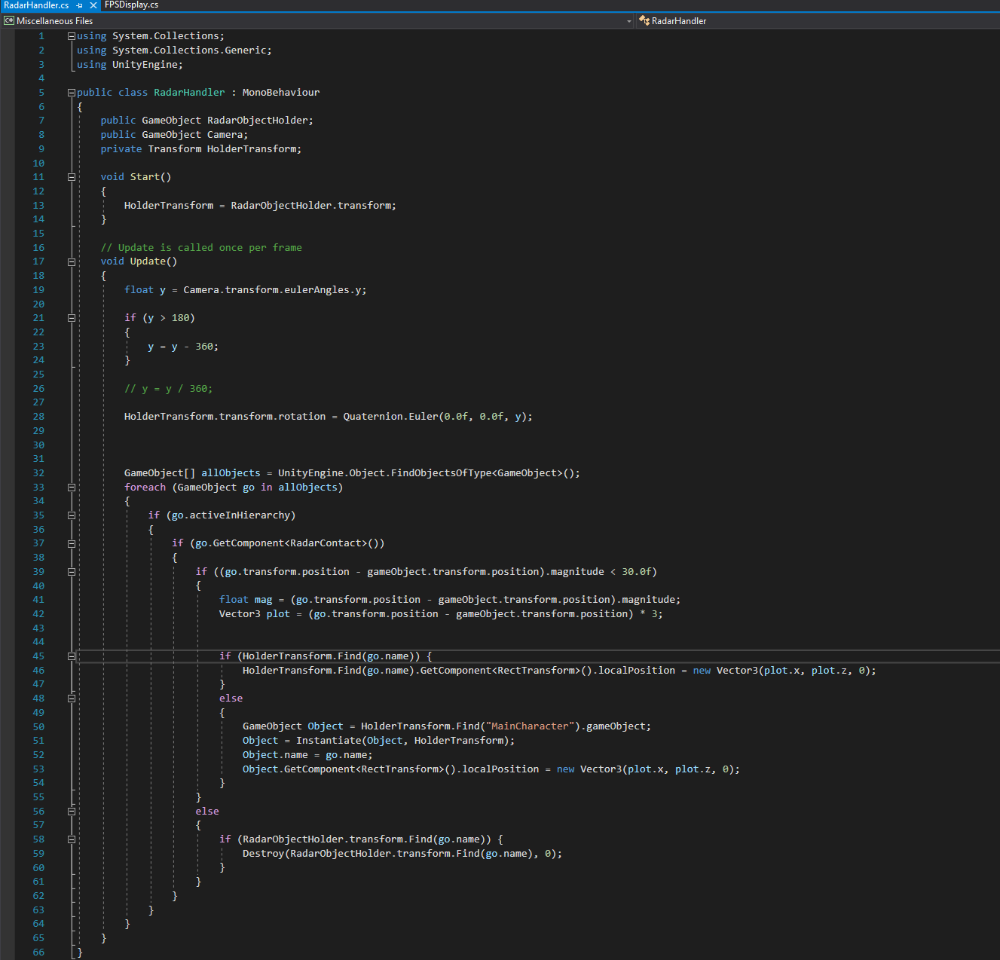 RadarHandler.cs FPSDisplay.cs
C# Miscellaneous Files RadarHandler
1 using System.Collections;
2 using System.Collections.Generic;
3 using UnityEngine;
4
5 public class RadarHandler : MonoBehaviour
6 {
7 public GameObject RadarObjectHolder;
8 public GameObject Camera;
9 private Transform HolderTransform;
10
11 void Start()
12 {
13 HolderTransform = RadarObjectHolder.transform;
14 }
15
16 // Update is called once per frame
17 void Update()
18 {
19 float y = Camera.transform.eulerAngles.y;
20
21 if (y > 180)
22 {
23 y = y - 360;
24 }
25
26 // y = y / 360;
27
28 HolderTransform.transform.rotation = Quaternion.Euler(0.0f, 0.0f, y);
29
30
31
32 GameObject[] allObjects = UnityEngine.Object.FindObjectsOfType<GameObject>();
33 foreach (GameObject go in allObjects)
34 {
35 if (go.activeInHierarchy)
36 {
37 if (go.GetComponent<RadarContact>())
38 {
39 if ((go.transform.position - gameObject.transform.position).magnitude < 30.0f)
40 {
41 float mag = (go.transform.position - gameObject.transform.position).magnitude;
42 Vector3 plot = (go.transform.position - gameObject.transform.position) * 3;
43
44
45 if (HolderTransform.Find(go.name)) {
46 HolderTransform.Find(go.name).GetComponent<RectTransform>().localPosition = new Vector3(plot.x, plot.z, 0);
47 }
48 else
49 {
50 GameObject Object = HolderTransform.Find("MainCharacter").gameObject;
51 Object = Instantiate(Object, HolderTransform);
52 Object.name = go.name;
53 Object.GetComponent<RectTransform>().localPosition = new Vector3(plot.x, plot.z, 0);
54 }
55 }
56 else
57 {
58 if (RadarObjectHolder.transform.Find(go.name)) {
59 Destroy(RadarObjectHolder.transform.Find(go.name), 0);
60 }
61 }
62 }
63 }
64 }
65 }
66 }